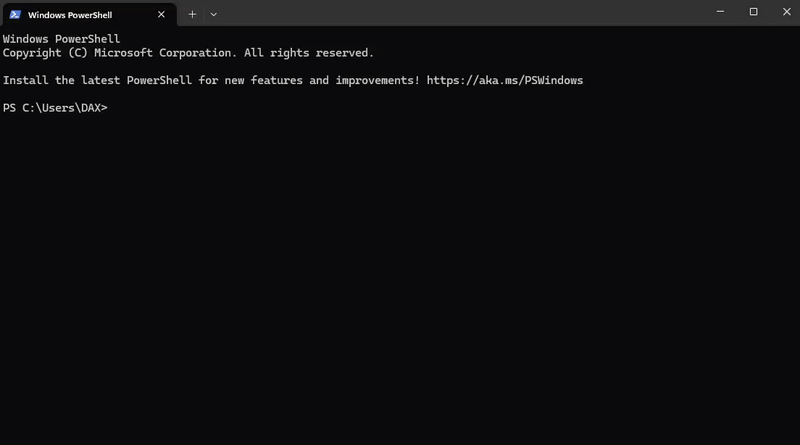 Windows PowerShell
Windows PowerShell
Copyright (C) Microsoft Corporation. All rights reserved.
Install the latest PowerShell for new features and improvements! https://aka.ms/PSWindows
PS C:\Users\DAX>